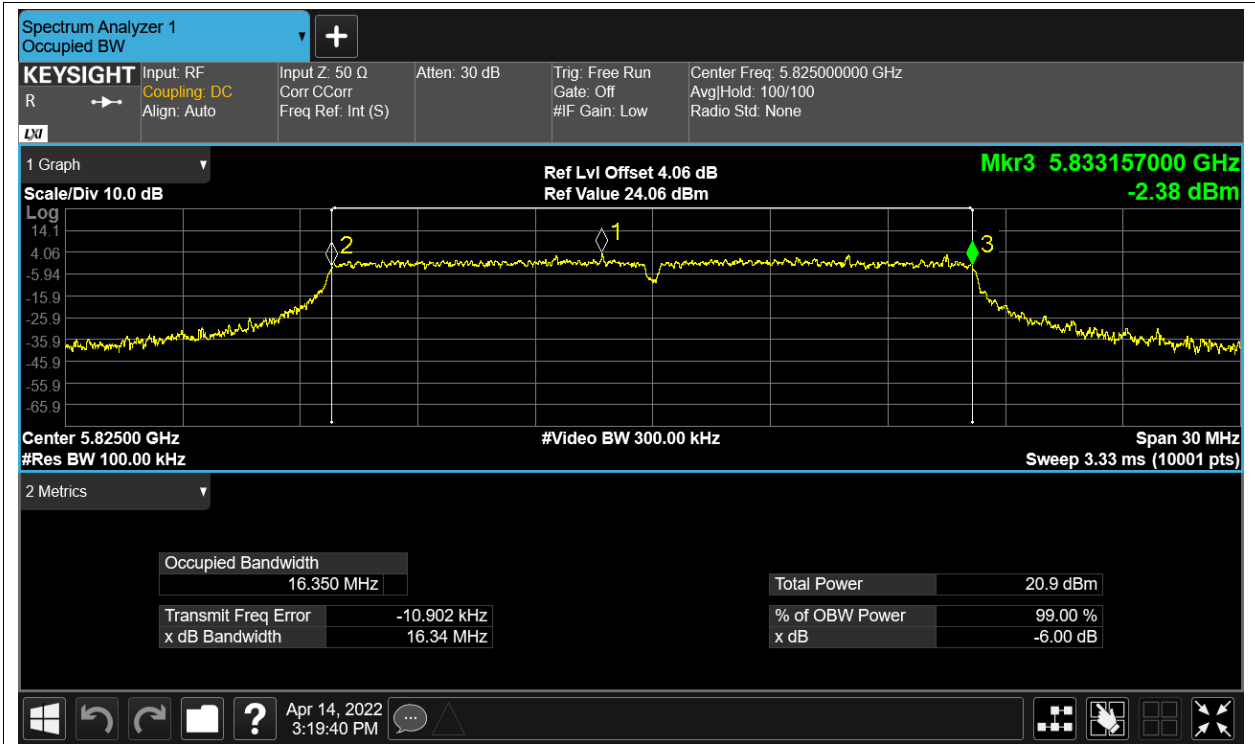 Spectrum Analyzer 1
Occupied BW
KEYSIGHT Input: RF Input Z: 50 Ω Atten: 30 dB Trig: Free Run Center Freq: 5.825000000 GHz
R Coupling: DC Corr CCorr Gate: Off Avg|Hold: 100/100
Align: Auto Freq Ref: Int (S) #IF Gain: Low Radio Std: None
LXI
1 Graph Ref Lvl Offset 4.06 dB Mkr3 5.833157000 GHz
Scale/Div 10.0 dB Ref Value 24.06 dBm -2.38 dBm
Log
14.1
4.06
-5.94
-15.9
-25.9
-35.9
-45.9
-55.9
-65.9
2
1
3
Center 5.82500 GHz #Video BW 300.00 kHz Span 30 MHz
#Res BW 100.00 kHz Sweep 3.33 ms (10001 pts)
2 Metrics
Occupied Bandwidth
16.350 MHz Total Power 20.9 dBm
Transmit Freq Error -10.902 kHz % of OBW Power 99.00 %
x dB Bandwidth 16.34 MHz x dB -6.00 dB
? Apr 14, 2022
3:19:40 PM